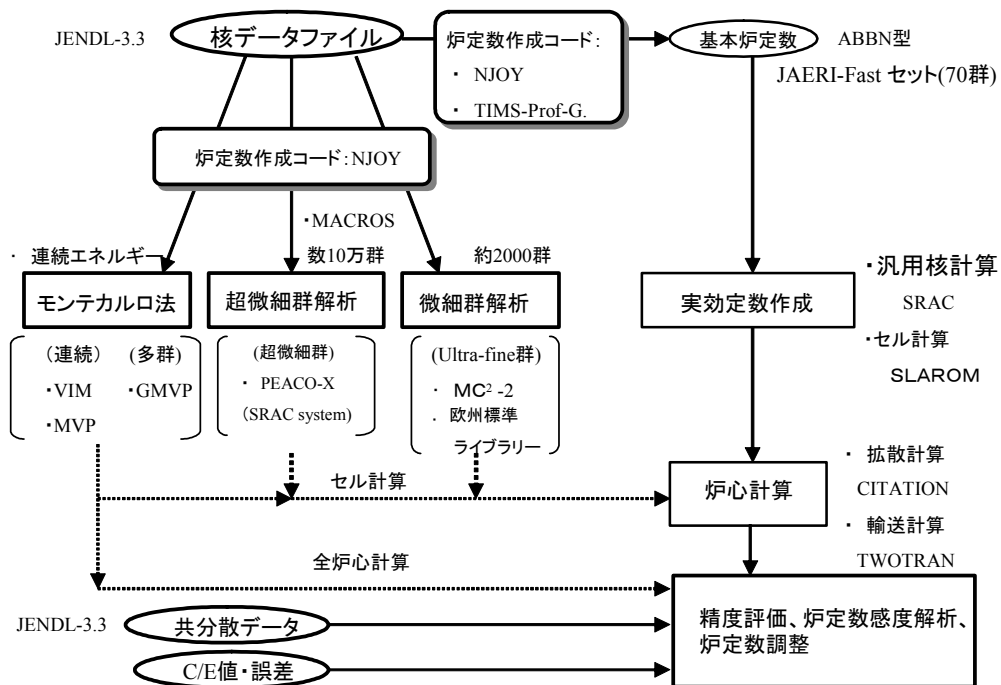 JENDL-3.3
核データファイル
炉定数作成コード:
・ NJOY
・ TIMS-Prof-G.
基本炉定数
ABBN型
JAERI-Fast セット(70群)
炉定数作成コード:NJOY
・MACROS
・ 連続エネルギー
数10万群
約2000群
モンテカルロ法
超微細群解析
微細群解析
実効定数作成
・汎用核計算
SRAC
・セル計算
SLAROM
(連続) (多群)
・VIM ・GMVP
・MVP
(超微細群)
・ PEACO-X
(SRAC system)
(Ultra-fine群)
・ MC² -2
. 欧州標準
ライブラリー
セル計算
炉心計算
・ 拡散計算
CITATION
・ 輸送計算
TWOTRAN
全炉心計算
JENDL-3.3
共分散データ
C/E値・誤差
精度評価、炉定数感度解析、
炉定数調整